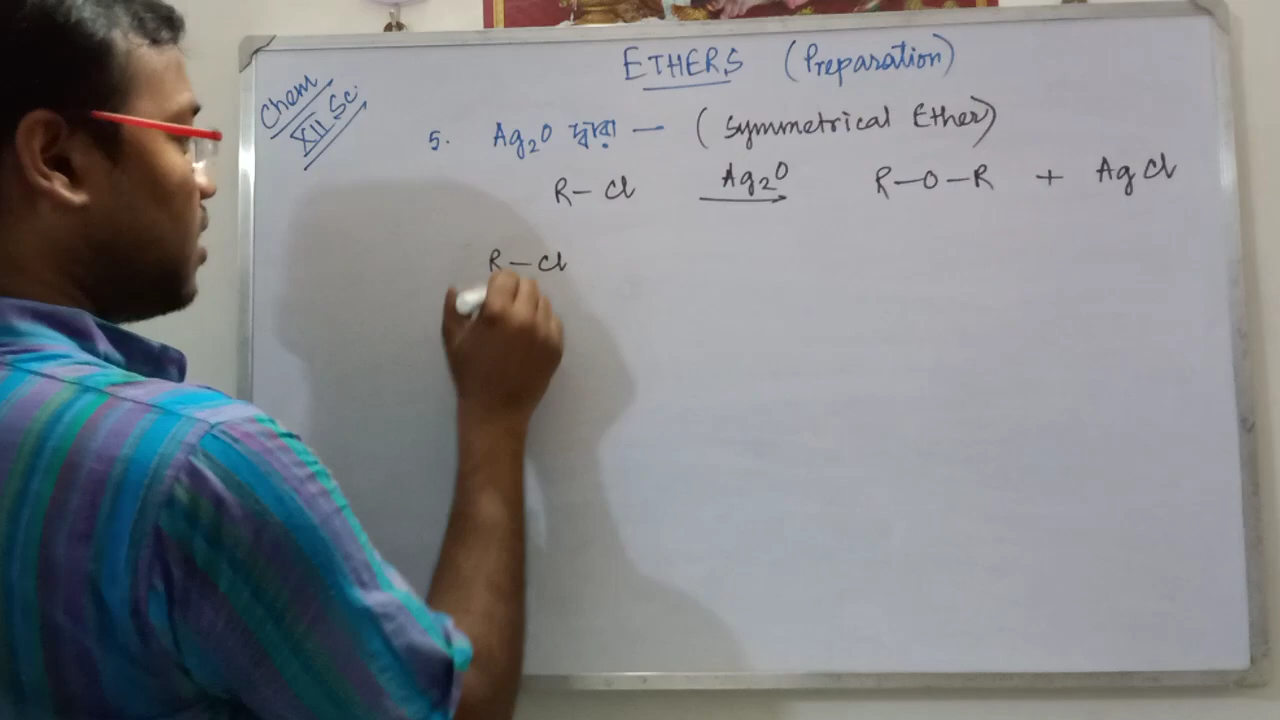 Chem
XII Sc.
ETHERS (Preparation)
5. Ag₂O দ্বারা — (Symmetrical Ether)
R—Cl Ag₂O → R—O—R + AgCl
R—Cl